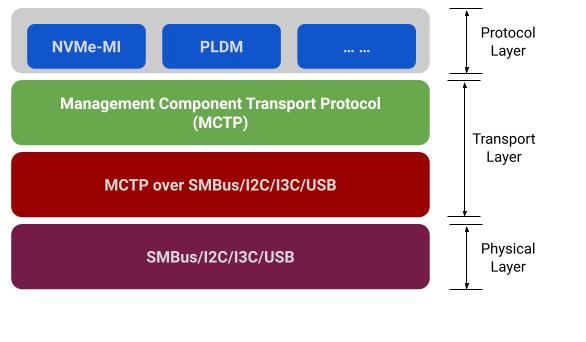 NVMe-MI
PLDM
... ...
Protocol
Layer
Management Component Transport Protocol
(MCTP)
Transport
Layer
MCTP over SMBus/I2C/I3C/USB
SMBus/I2C/I3C/USB
Physical
Layer